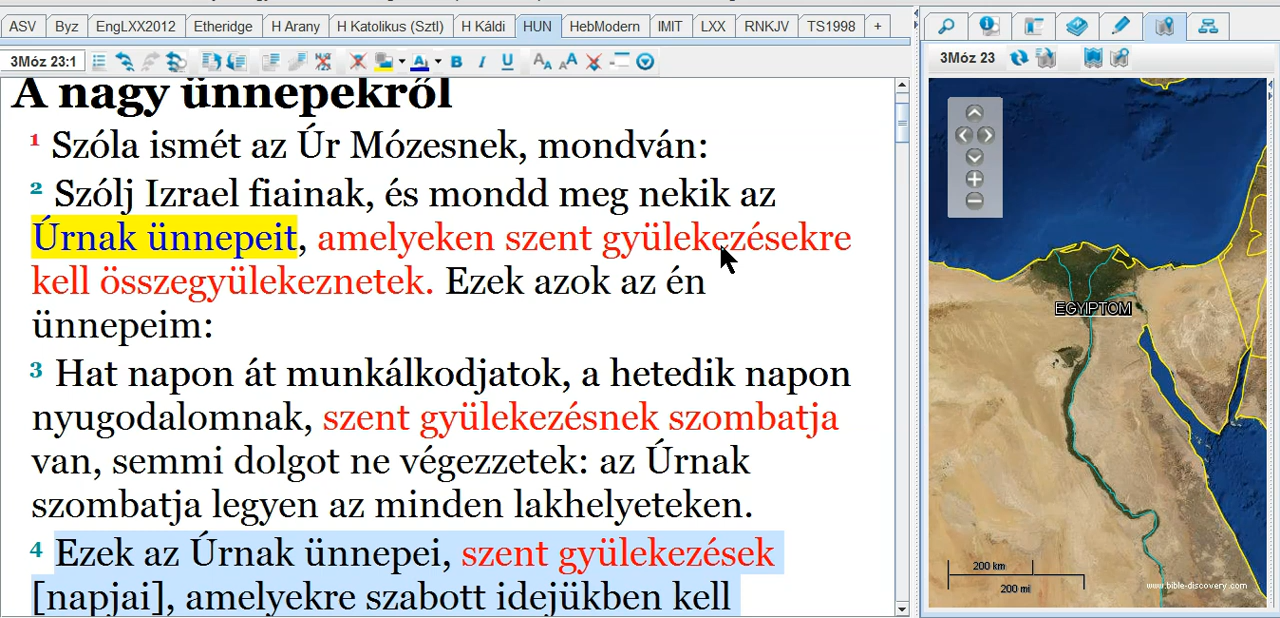 ASV Byz EngLXX2012 Etheridge H Arany H Katolikus (Sztl) H Káldi HUN HebModern IMIT LXX RNKJV TS1998 +
3Móz 23:1
3Móz 23
A nagy ünnepekről
1 Szóla ismét az Úr Mózesnek, mondván:
2 Szólj Izrael fiainak, és mondd meg nekik az
Úrnak ünnepeit, amelyeken szent gyülekezésekre
kell összegyülekeznetek. Ezek azok az én
ünnepeim:
3 Hat napon át munkálkodjatok, a hetedik napon
nyugodalomnak, szent gyülekezésnek szombatja
van, semmi dolgot ne végezzetek: az Úrnak
szombatja legyen az minden lakhelyeteken.
4 Ezek az Úrnak ünnepei, szent gyülekezések
[napjai], amelyekre szabott idejükben kell
EGYIPTOM
200 km
200 mi
www.bible-discovery.com